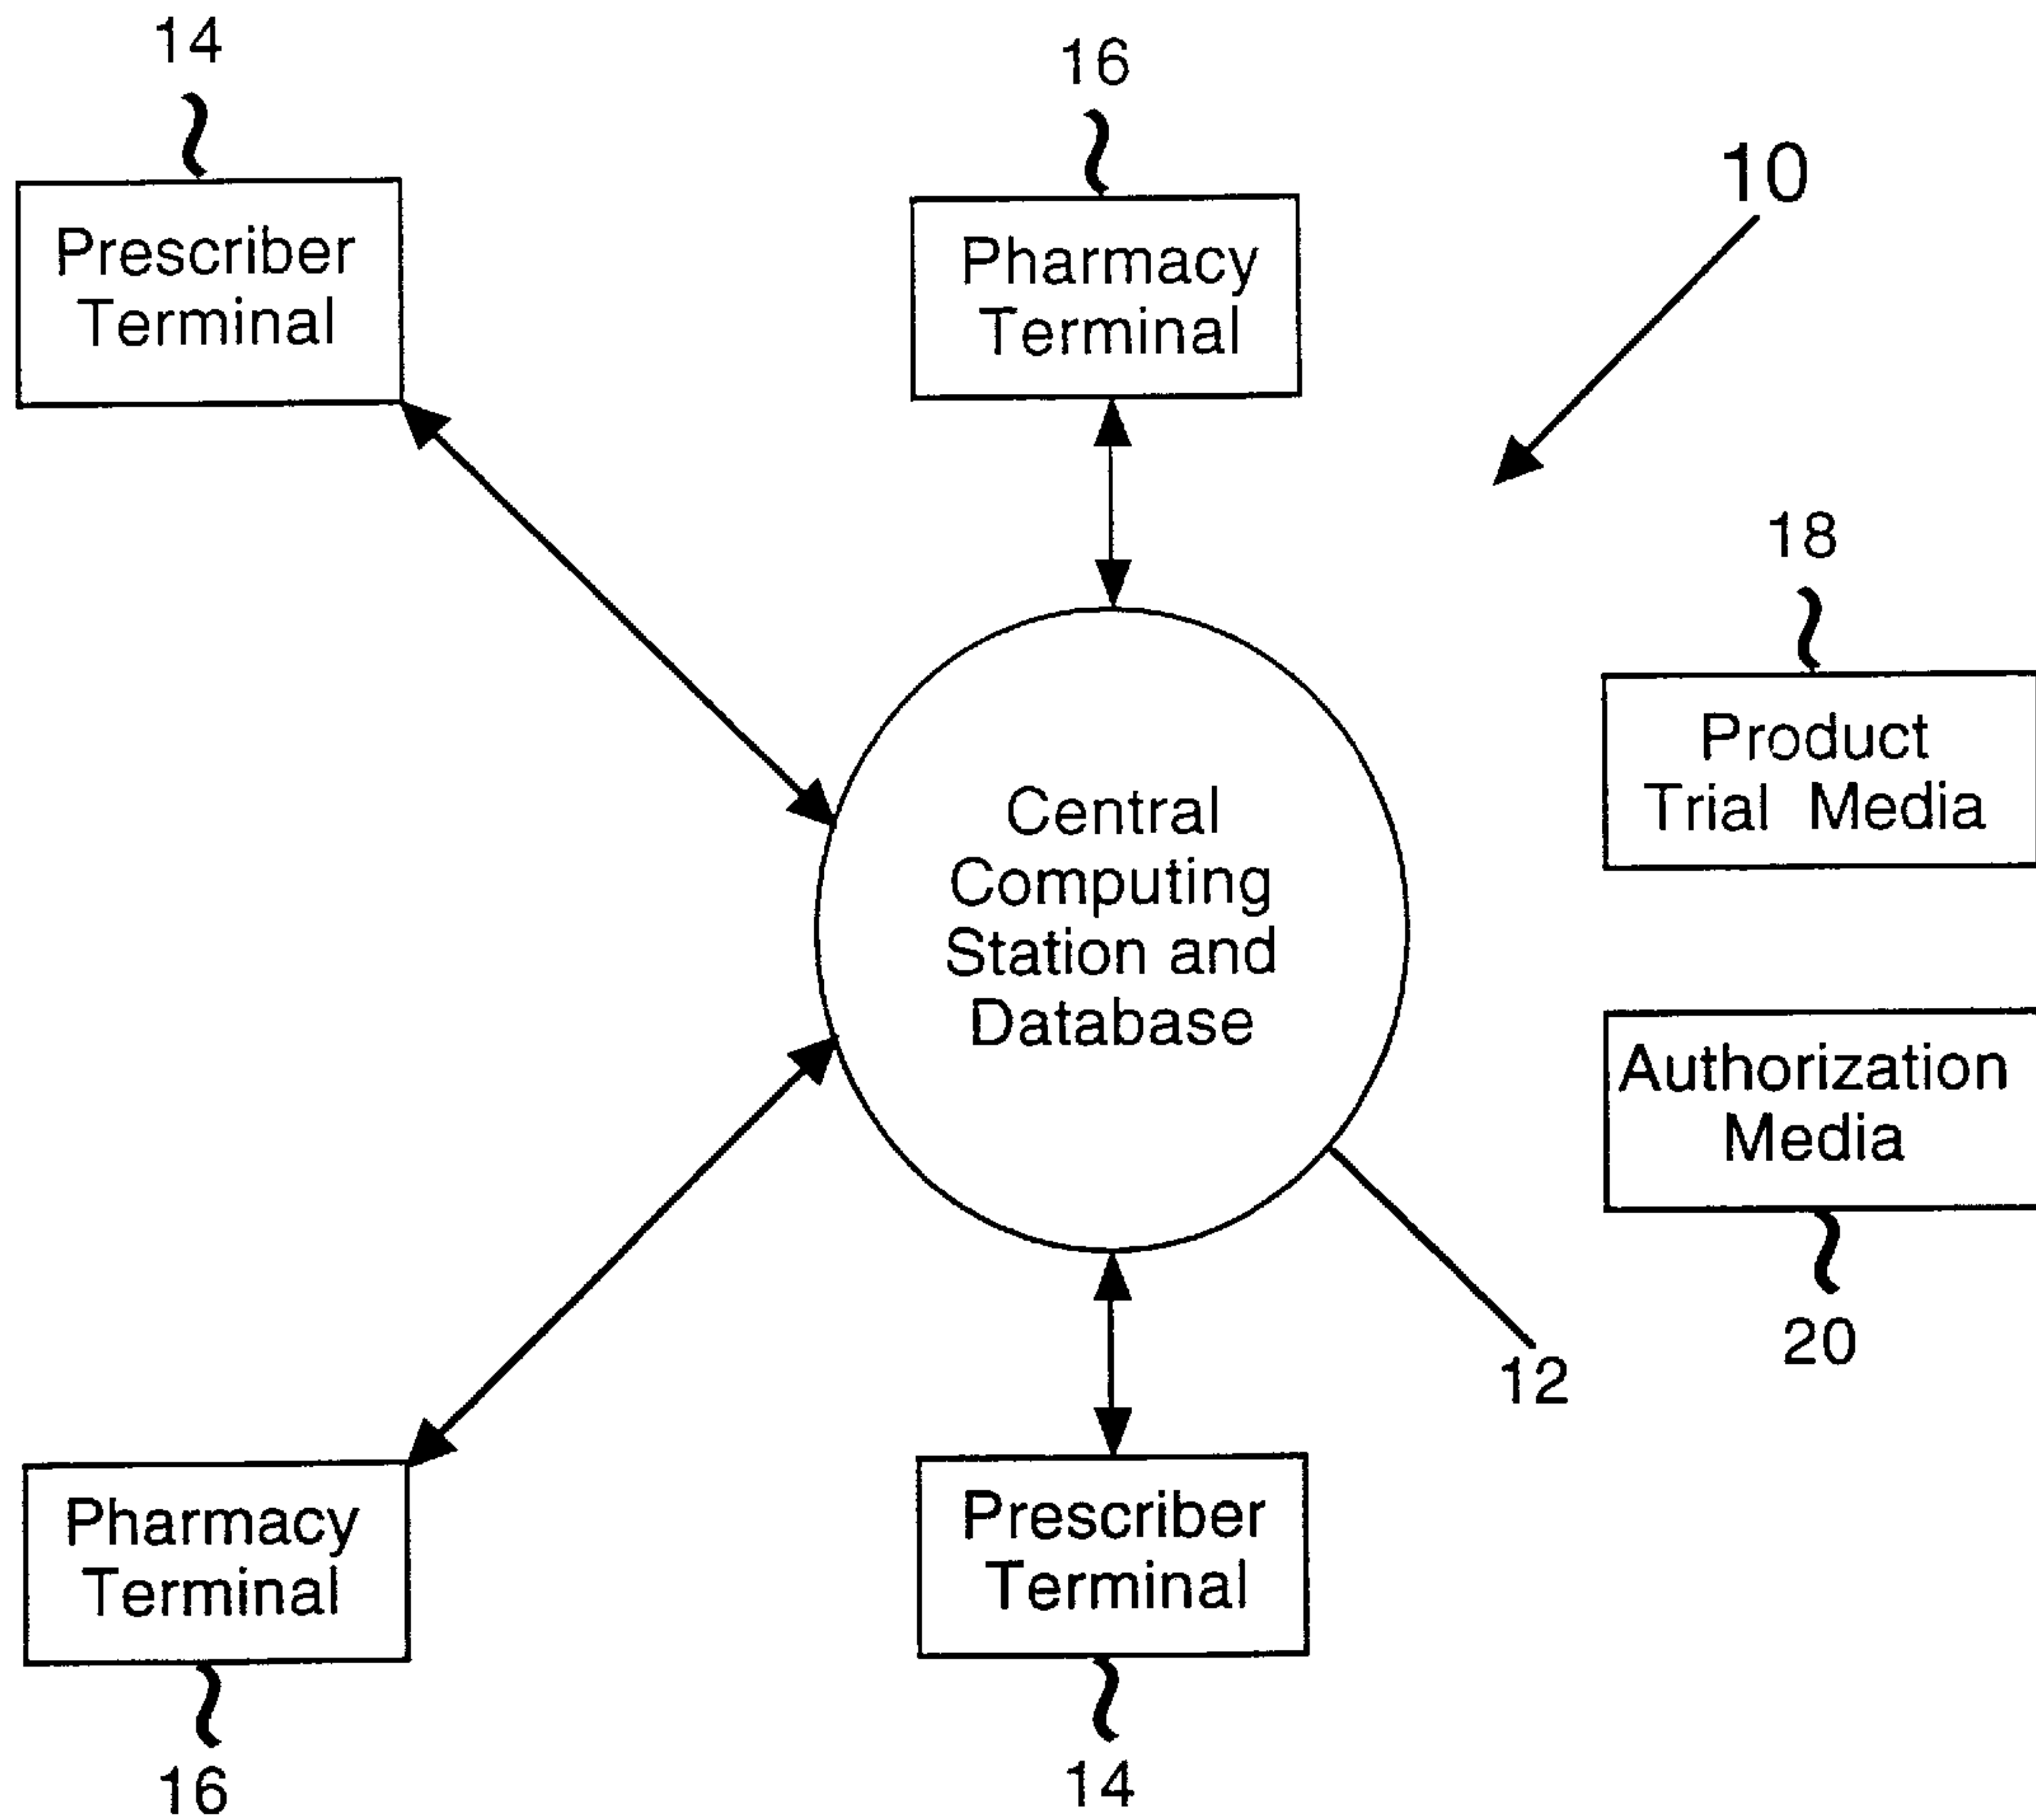 14
16
10
Prescriber
Terminal
Pharmacy
Terminal
18
Product
Trial Media
Central
Computing
Station and
Database
Authorization
Media
20
12
Pharmacy
Terminal
Prescriber
Terminal
16
14